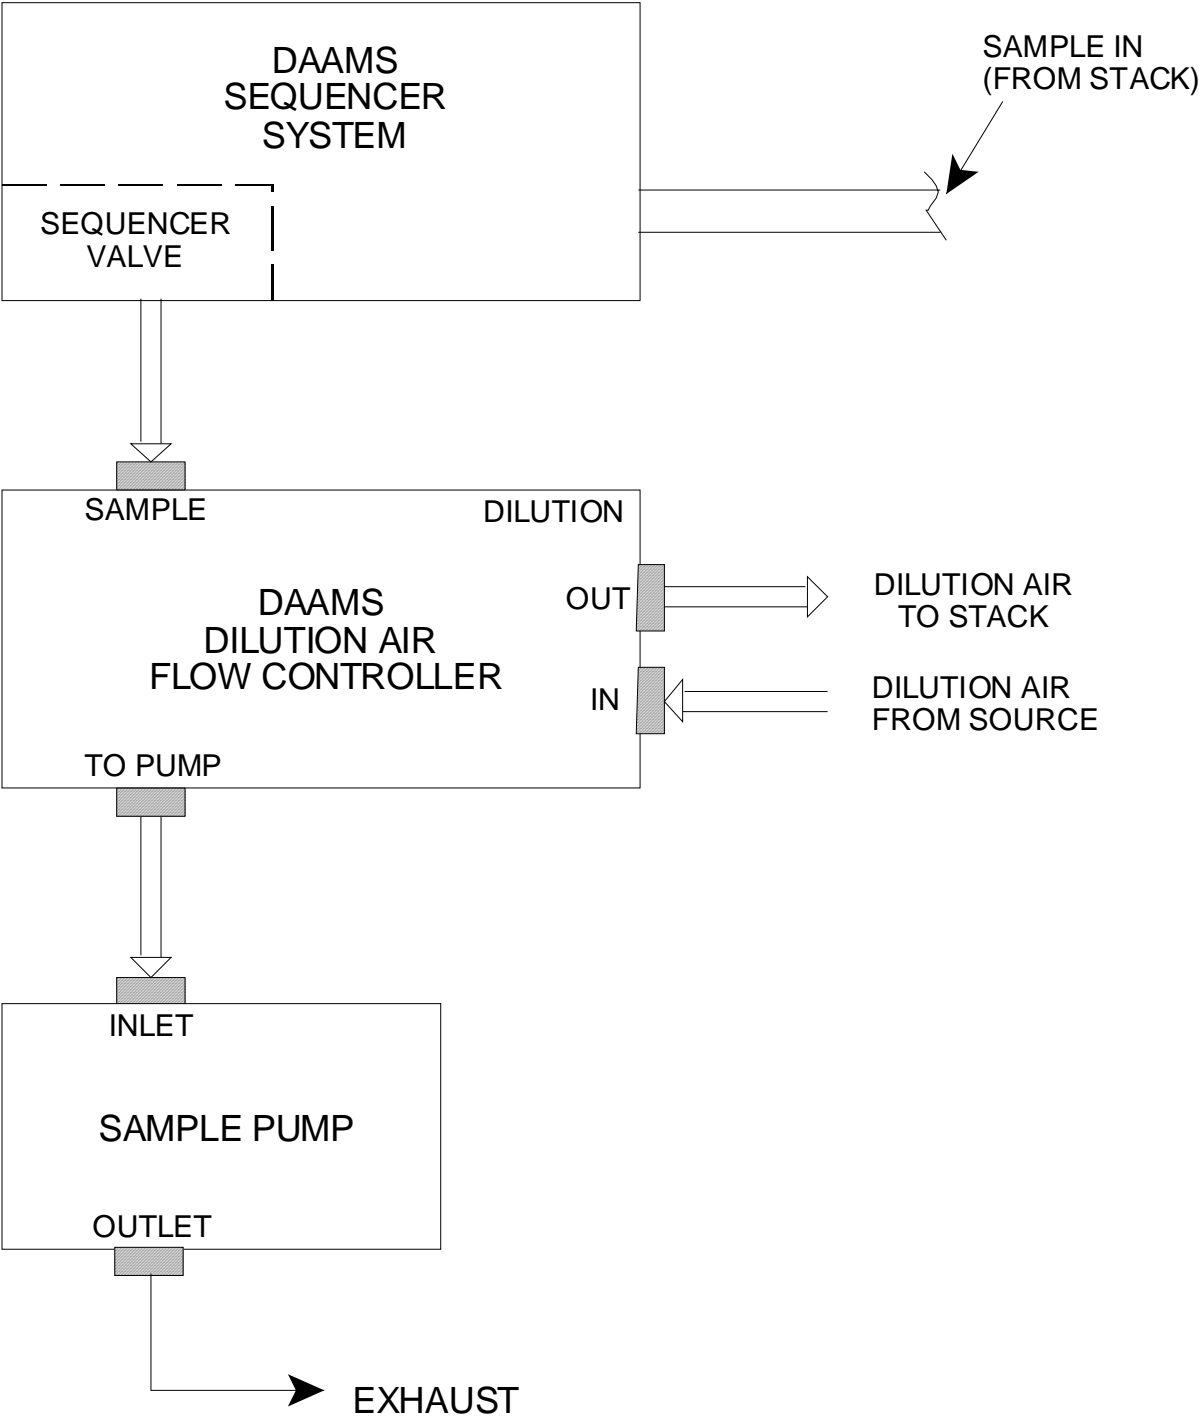 DAAMS
SEQUENCER
SYSTEM
SAMPLE IN
(FROM STACK)
SEQUENCER
VALVE
SAMPLE
DILUTION
OUT
DILUTION AIR
TO STACK
DAAMS
DILUTION AIR
FLOW CONTROLLER
IN
DILUTION AIR
FROM SOURCE
TO PUMP
INLET
SAMPLE PUMP
OUTLET
EXHAUST